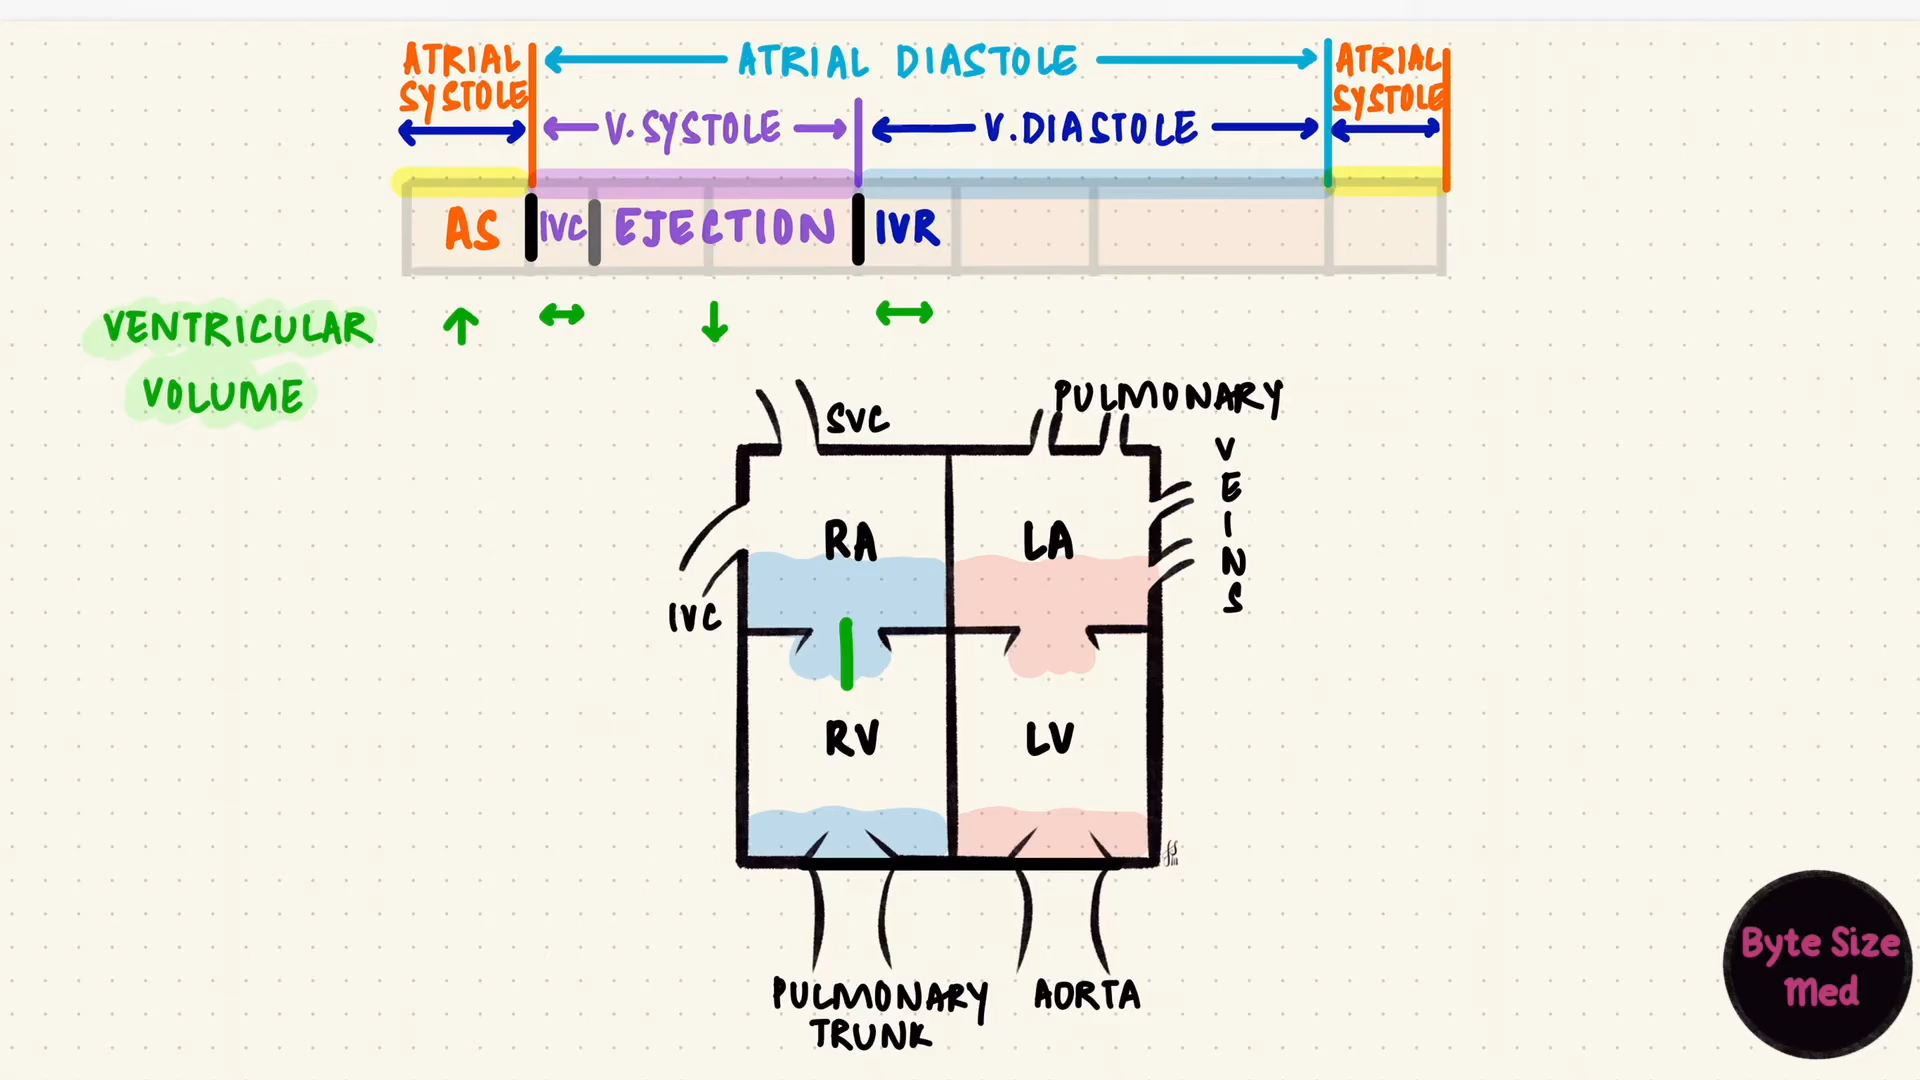 ATRIAL SYSTOLE
ATRIAL DIASTOLE
ATRIAL SYSTOLE
V. SYSTOLE
V. DIASTOLE
AS
IVC
EJECTION
IVR
VENTRICULAR
VOLUME
SVC
PULMONARY
VEINS
RA
LA
IVC
RV
LV
PULMONARY
TRUNK
AORTA
Byte Size
Med